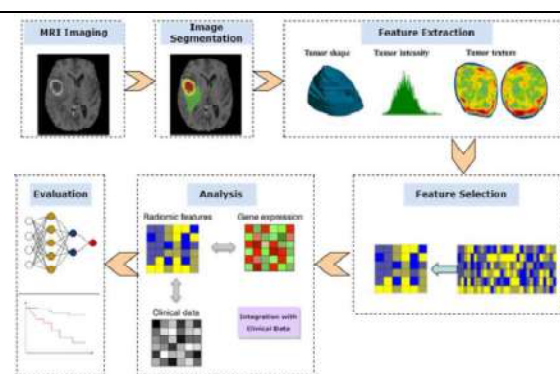 MRI Imaging
Image
Segmentation
Feature Extraction
Tumor shape
Tumor intensity
Tumor texture
Evaluation
Analysis
Feature Selection
Radiomic features
Gene expression
Clinical data
Integration with
Clinical Data